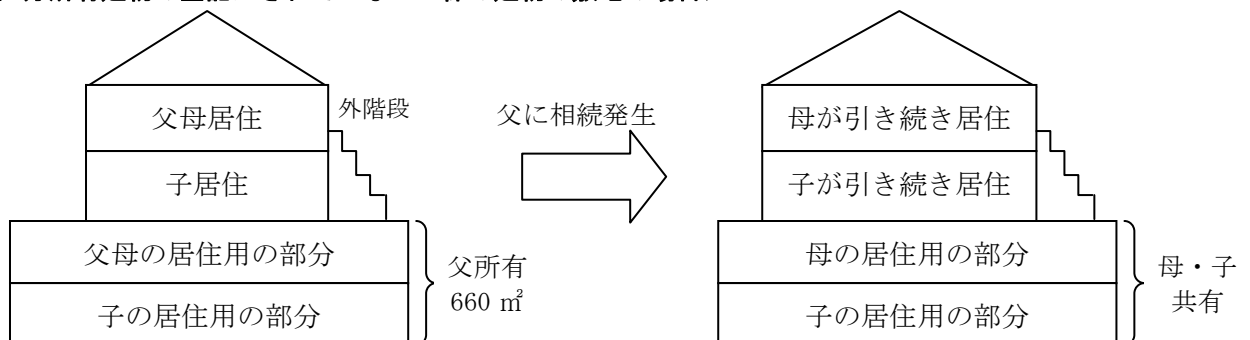 父母居住
外階段
子居住
父母の居住用の部分
子の居住用の部分
父所有
660 ㎡
父に相続発生
母が引き続き居住
子が引き続き居住
母の居住用の部分
子の居住用の部分
母・子
共有